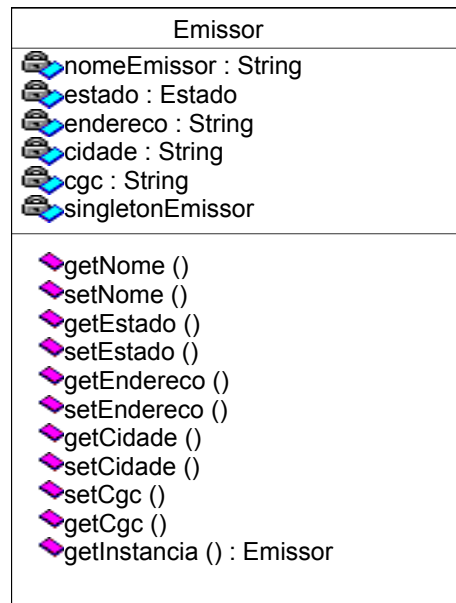 Emissor
nomeEmissor : String
estado : Estado
endereco : String
cidade : String
cgc : String
singletonEmissor
getNome ()
setNome ()
getEstado ()
setEstado ()
getEndereco ()
setEndereco ()
getCidade ()
setCidade ()
setCgc ()
getCgc ()
getInstancia () : Emissor